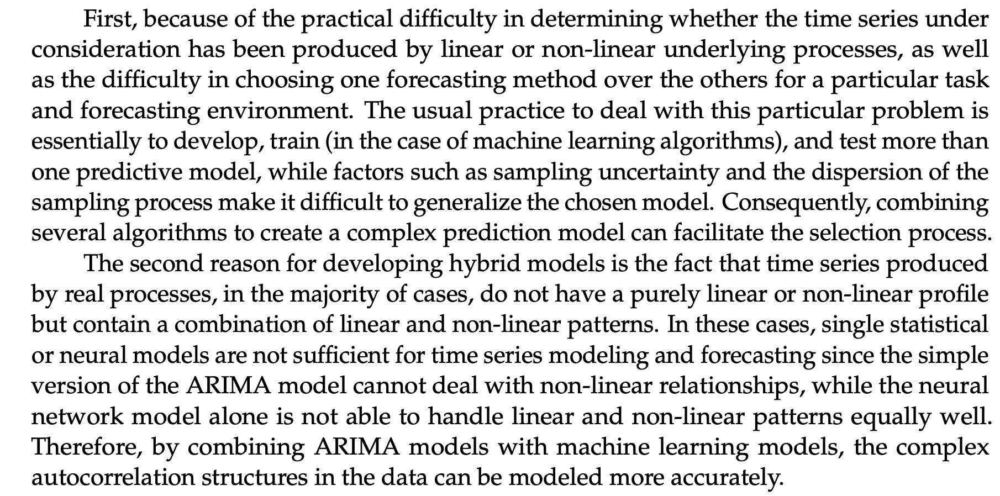 First, because of the practical difficulty in determining whether the time series under
consideration has been produced by linear or non-linear underlying processes, as well
as the difficulty in choosing one forecasting method over the others for a particular task
and forecasting environment. The usual practice to deal with this particular problem is
essentially to develop, train (in the case of machine learning algorithms), and test more than
one predictive model, while factors such as sampling uncertainty and the dispersion of the
sampling process make it difficult to generalize the chosen model. Consequently, combining
several algorithms to create a complex prediction model can facilitate the selection process.
The second reason for developing hybrid models is the fact that time series produced
by real processes, in the majority of cases, do not have a purely linear or non-linear profile
but contain a combination of linear and non-linear patterns. In these cases, single statistical
or neural models are not sufficient for time series modeling and forecasting since the simple
version of the ARIMA model cannot deal with non-linear relationships, while the neural
network model alone is not able to handle linear and non-linear patterns equally well.
Therefore, by combining ARIMA models with machine learning models, the complex
autocorrelation structures in the data can be modeled more accurately.